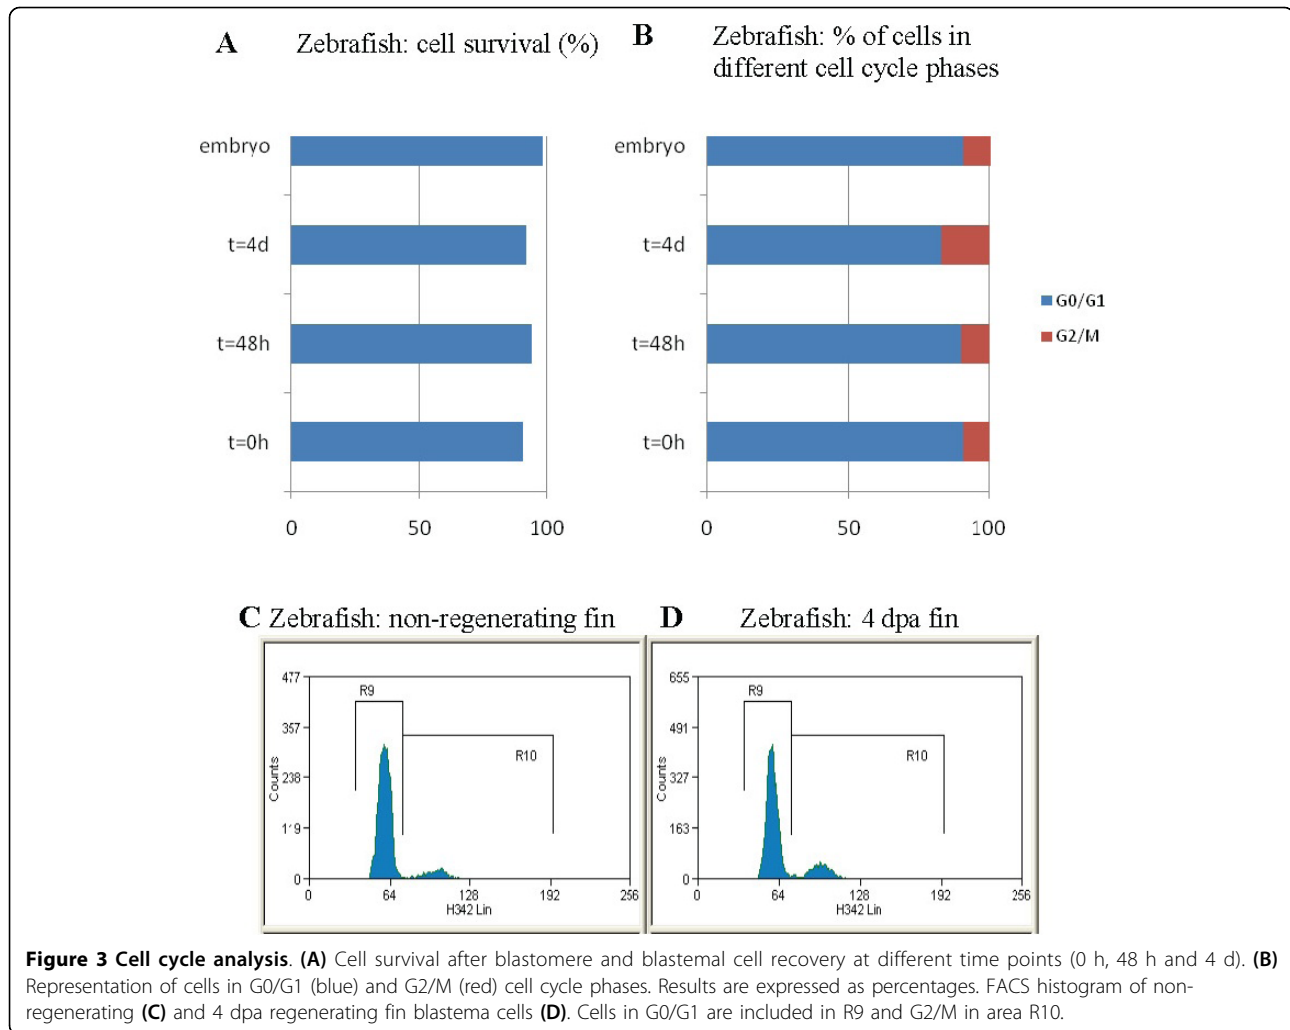 A Zebrafish: cell survival (%)
embryo
t=4d
t=48h
t=0h
0 50 100
B Zebrafish: % of cells in
different cell cycle phases
embryo
t=4d
t=48h
t=0h
0 50 100
G0/G1
G2/M
C Zebrafish: non-regenerating fin
477
357
238
119
0
Counts
R9
R10
0 64 128 192 256
H342 Lin
D Zebrafish: 4 dpa fin
655
491
327
163
0
Counts
R9
R10
0 64 128 192 256
H342 Lin
Figure 3 Cell cycle analysis. (A) Cell survival after blastomere and blastemal cell recovery at different time points (0 h, 48 h and 4 d). (B)
Representation of cells in G0/G1 (blue) and G2/M (red) cell cycle phases. Results are expressed as percentages. FACS histogram of non-
regenerating (C) and 4 dpa regenerating fin blastema cells (D). Cells in G0/G1 are included in R9 and G2/M in area R10.